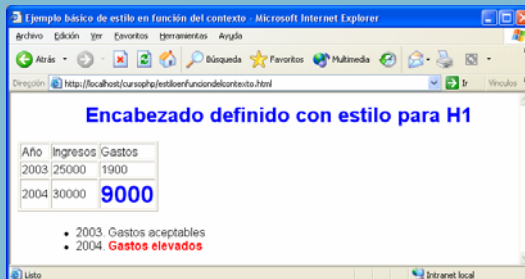 Ejemplo básico de estilo en función del contexto - Microsoft Internet Explorer
Archivo Edición Ver Favoritos Herramientas Ayuda
Atrás Búsqueda Favoritos Multimedia
Dirección http://localhost/cursophp/estiloenfunciondelcontexto.html Ir Vínculos
Encabezado definido con estilo para H1
Año Ingresos Gastos
2003 25000 1900
2004 30000 9000
2003. Gastos aceptables
2004. Gastos elevados
Listo Intranet local